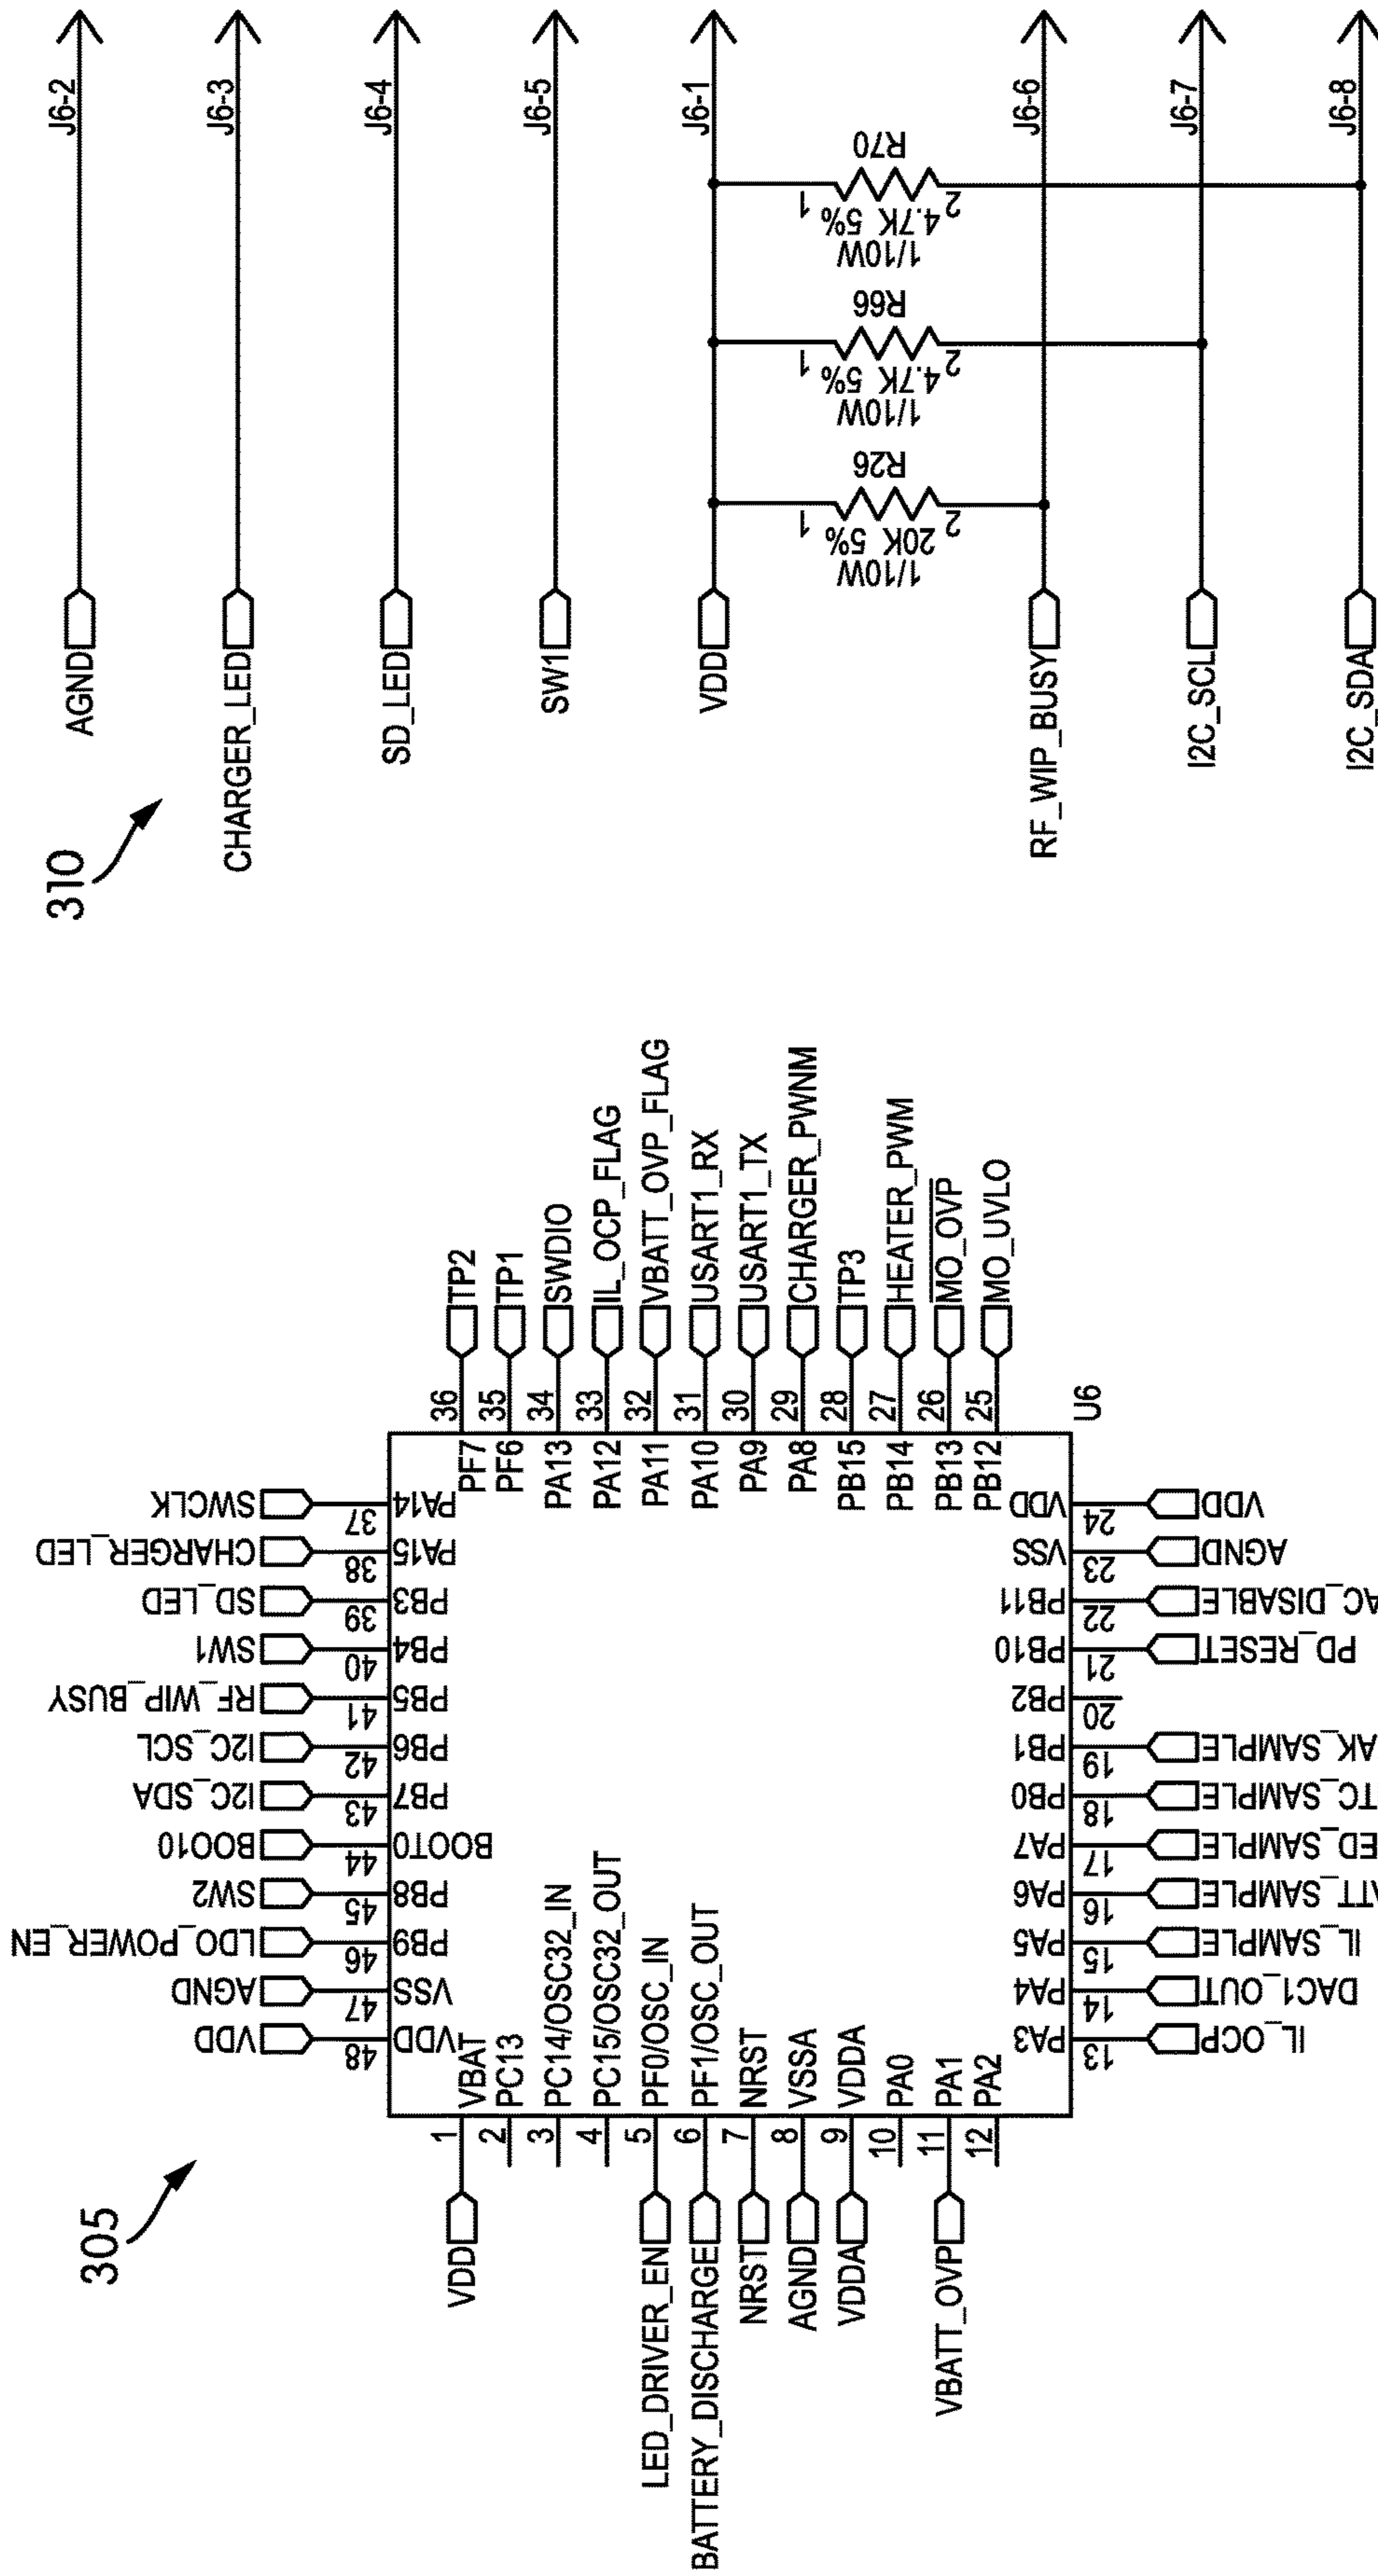 305
U6
VDD 1 VBAT
2 PC13
3 PC14/OSC32_IN
4 PC15/OSC32_OUT
LED_DRIVER_EN 5 PF0/OSC_IN
BATTERY_DISCHARGE 6 PF1/OSC_OUT
NRST 7 NRST
AGND 8 VSSA
VDDA 9 VDDA
10 PA0
VBATT_OVP 11 PA1
12 PA2
IL_OCP 13 PA3
DAC1_OUT 14 PA4
IL_SAMPLE 15 PA5
ATT_SAMPLE 16 PA6
ED_SAMPLE 17 PA7
TC_SAMPLE 18 PB0
AK_SAMPLE 19 PB1
20 PB2
PD_RESET 21 PB10
AC_DISABLE 22 PB11
AGND 23 VSS
VDD 24 VDD
PB12 25 MO_UVLO
PB13 26 MO_OVP
PB14 27 HEATER_PWM
PB15 28 TP3
PA8 29 CHARGER_PWNM
PA9 30 USART1_TX
PA10 31 USART1_RX
PA11 32 VBATT_OVP_FLAG
PA12 33 IL_OCP_FLAG
PA13 34 SWDIO
PF6 35 TP1
PF7 36 TP2
SWCLK 37 PA14
CHARGER_LED 38 PA15
SD_LED 39 PB3
SW1 40 PB4
RF_WIP_BUSY 41 PB5
I2C_SCL 42 PB6
I2C_SDA 43 PB7
BOO10 44 BOOT0
SW2 45 PB8
LDO_POWER_EN 46 PB9
AGND 47 VSS
VDD 48 VDD
310
AGND J6-2
CHARGER_LED J6-3
SD_LED J6-4
SW1 J6-5
VDD J6-1
R26
1 2
20K 5%
1/10W
R66
1 2
4.7K 5%
1/10W
R70
1 2
4.7K 5%
1/10W
RF_WIP_BUSY J6-6
I2C_SCL J6-7
I2C_SDA J6-8